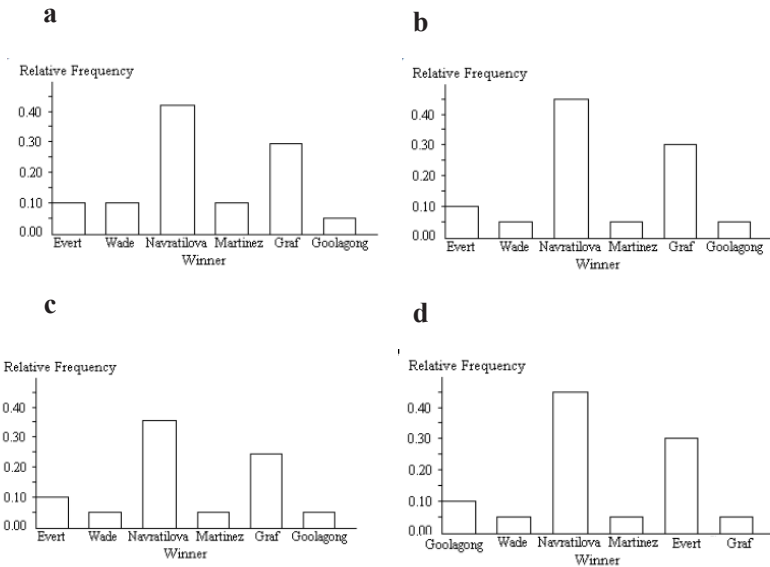 a
Relative Frequency
0.40
0.30
0.20
0.10
0.00
Evert Wade Navratilova Martinez Graf Goolagong
Winner
b
Relative Frequency
0.40
0.30
0.20
0.10
0.00
Evert Wade Navratilova Martinez Graf Goolagong
Winner
c
Relative Frequency
0.40
0.30
0.20
0.10
0.00
Evert Wade Navratilova Martinez Graf Goolagong
Winner
d
Relative Frequency
0.40
0.30
0.20
0.10
0.00
Goolagong Wade Navratilova Martinez Evert Graf
Winner